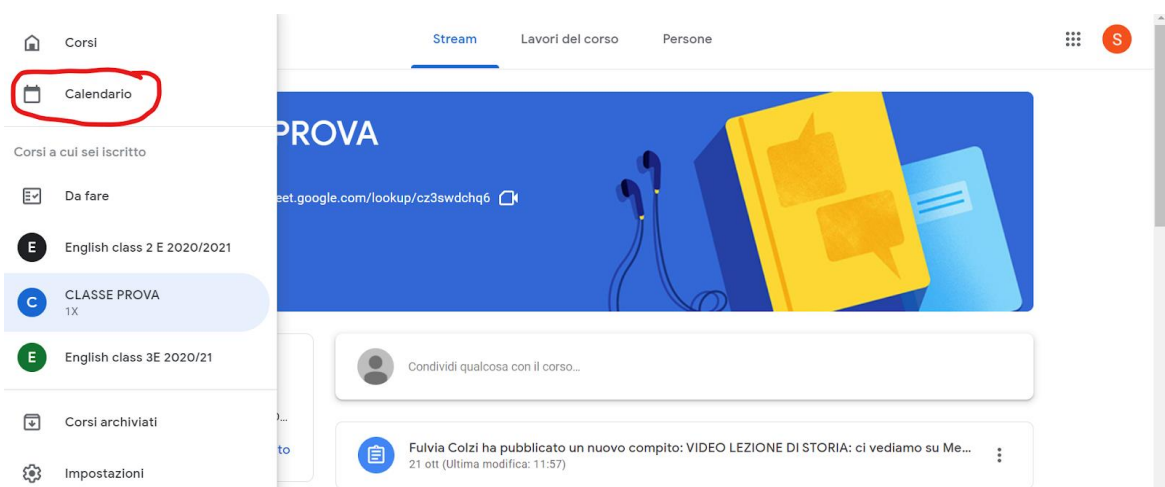 Corsi
Calendario
Corsi a cui sei iscritto
Da fare
E
English class 2 E 2020/2021
C
CLASSE PROVA
1X
E
English class 3E 2020/21
Corsi archiviati
Impostazioni
Stream Lavori del corso Persone
S
PROVA
eet.google.com/lookup/cz3swdchq6
to
Condividi qualcosa con il corso...
Fulvia Colzi ha pubblicato un nuovo compito: VIDEO LEZIONE DI STORIA: ci vediamo su Me...
21 ott (Ultima modifica: 11:57)